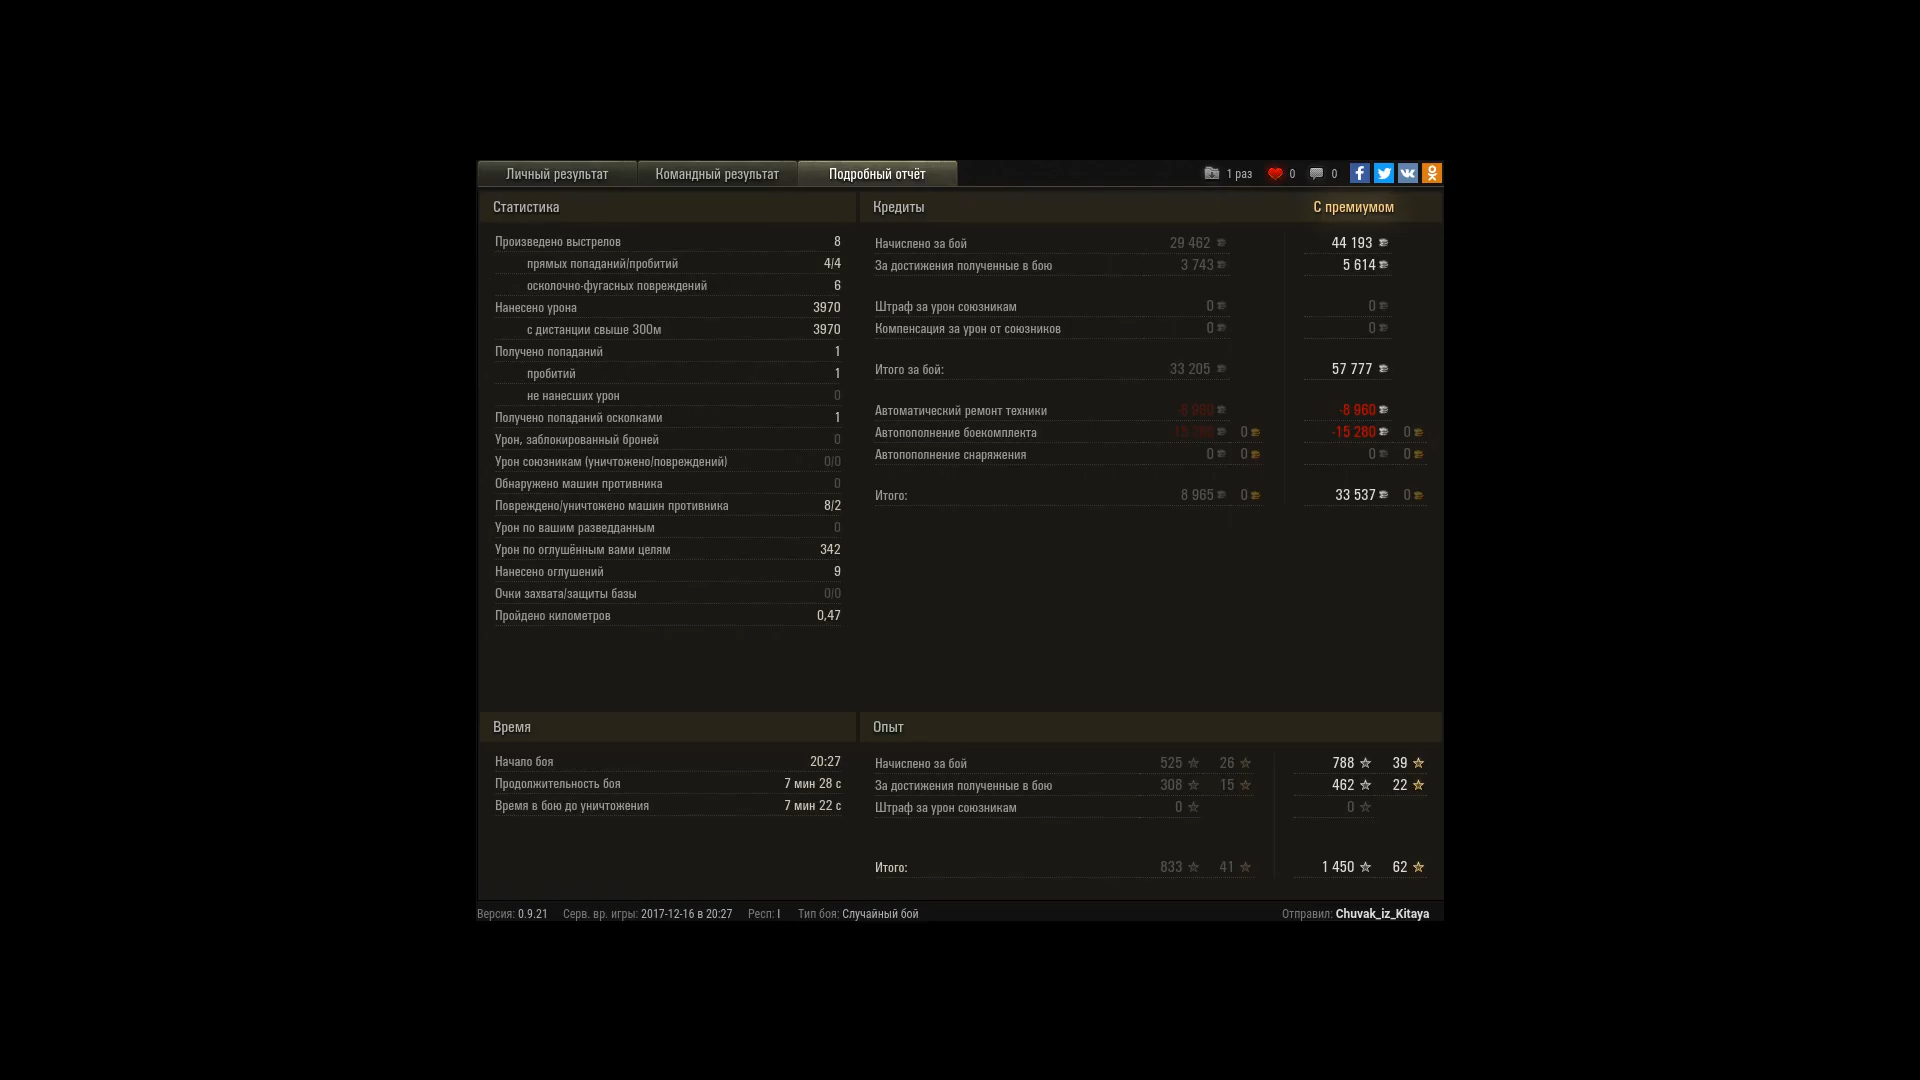 Личный результат Командный результат Подробный отчёт 1 раз 0 0
Статистика
Произведено выстрелов 8
прямых попаданий/пробитий 4/4
осколочно-фугасных повреждений 6
Нанесено урона 3970
с дистанции свыше 300м 3970
Получено попаданий 1
пробитий 1
не нанесших урон 0
Получено попаданий осколками 1
Урон, заблокированный броней 0
Урон союзникам (уничтожено/повреждений) 0/0
Обнаружено машин противника 0
Повреждено/уничтожено машин противника 8/2
Урон по вашим разведданным 0
Урон по оглушённым вами целям 342
Нанесено оглушений 9
Очки захвата/защиты базы 0/0
Пройдено километров 0,47
Кредиты С премиумом
Начислено за бой 29 462 44 193
За достижения полученные в бою 3 743 5 614
Штраф за урон союзникам 0 0
Компенсация за урон от союзников 0 0
Итого за бой: 33 205 57 777
Автоматический ремонт техники -8 960 -8 960
Автопополнение боекомплекта -15 280 0 -15 280 0
Автопополнение снаряжения 0 0 0 0
Итого: 8 965 0 33 537 0
Время
Начало боя 20:27
Продолжительность боя 7 мин 28 с
Время в бою до уничтожения 7 мин 22 с
Опыт
Начислено за бой 525 26 788 39
За достижения полученные в бою 308 15 462 22
Штраф за урон союзникам 0 0
Итого: 833 41 1 450 62
Версия: 0.9.21 Серв. вр. игры: 2017-12-16 в 20:27 Респ: I Тип боя: Случайный бой Отправил: Chuvak_iz_Kitaya